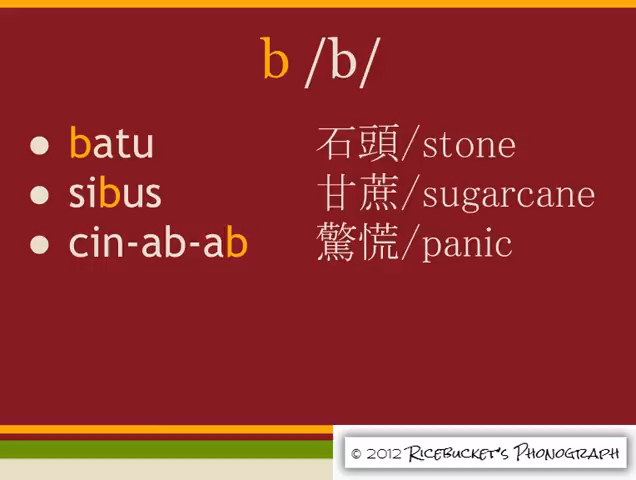 b /b/
● batu 石頭/stone
● sibus 甘蔗/sugarcane
● cin-ab-ab 驚慌/panic
© 2012 Ricebucket's Phonograph